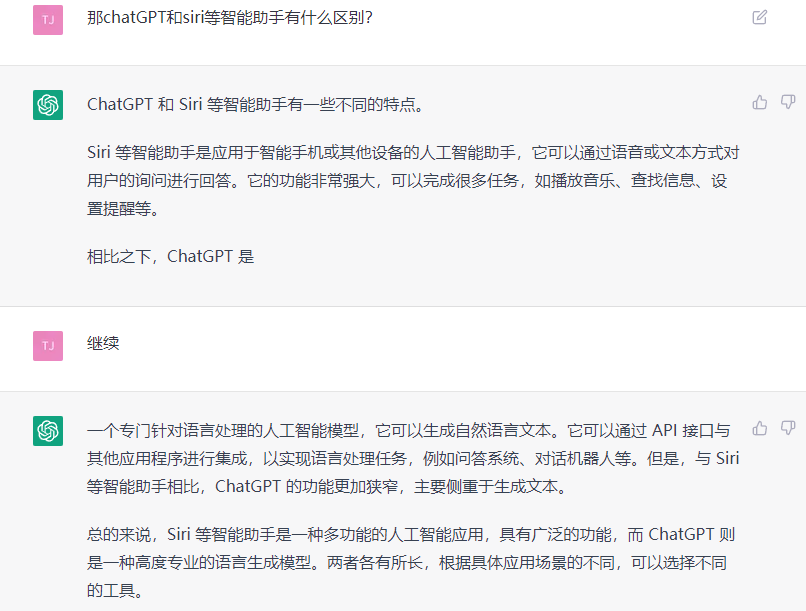 TJ
那chatGPT和siri等智能助手有什么区别?
ChatGPT 和 Siri 等智能助手有一些不同的特点。
Siri 等智能助手是应用于智能手机或其他设备的人工智能助手，它可以通过语音或文本方式对
用户的询问进行回答。它的功能非常强大，可以完成很多任务，如播放音乐、查找信息、设
置提醒等。
相比之下，ChatGPT 是
TJ
继续
一个专门针对语言处理的人工智能模型，它可以生成自然语言文本。它可以通过 API 接口与
其他应用程序进行集成，以实现语言处理任务，例如问答系统、对话机器人等。但是，与 Siri
等智能助手相比，ChatGPT 的功能更加狭窄，主要侧重于生成文本。
总的来说，Siri 等智能助手是一种多功能的人工智能应用，具有广泛的功能，而 ChatGPT 则
是一种高度专业的语言生成模型。两者各有所长，根据具体应用场景的不同，可以选择不同
的工具。